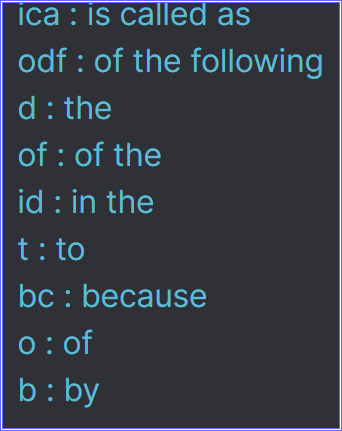 ica : is called as
odf : of the following
d : the
of : of the
id : in the
t : to
bc : because
o : of
b : by